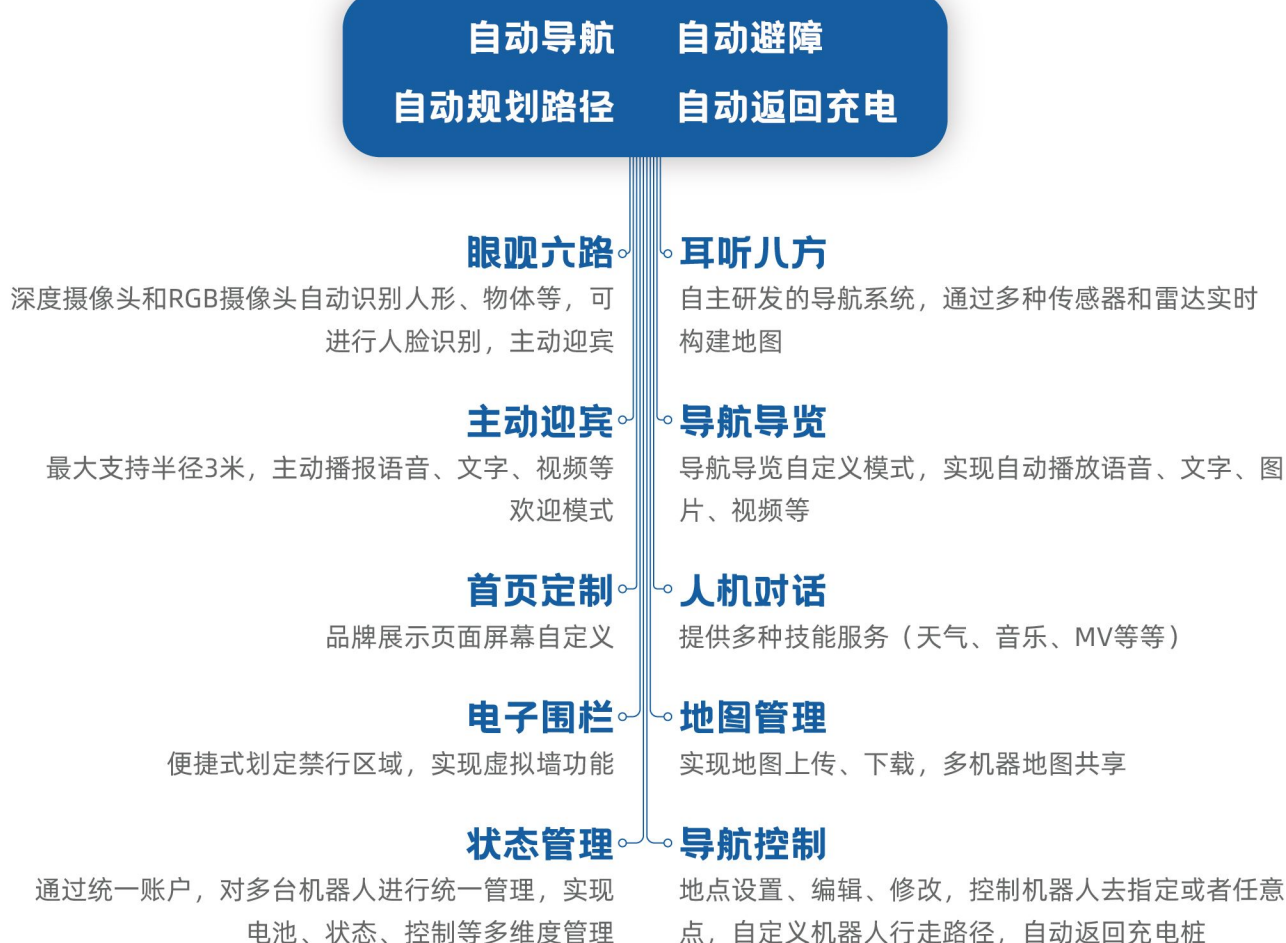 自动导航 自动避障
自动规划路径 自动返回充电
眼观六路
深度摄像头和RGB摄像头自动识别人形、物体等，可
进行人脸识别，主动迎宾
耳听八方
自主研发的导航系统，通过多种传感器和雷达实时
构建地图
主动迎宾
最大支持半径3米，主动播报语音、文字、视频等
欢迎模式
导航导览
导航导览自定义模式，实现自动播放语音、文字、图
片、视频等
首页定制
品牌展示页面屏幕自定义
人机对话
提供多种技能服务（天气、音乐、MV等等）
电子围栏
便捷式划定禁行区域，实现虚拟墙功能
地图管理
实现地图上传、下载，多机器地图共享
状态管理
通过统一账户，对多台机器人进行统一管理，实现
电池、状态、控制等多维度管理
导航控制
地点设置、编辑、修改，控制机器人去指定或者任意
点，自定义机器人行走路径，自动返回充电桩